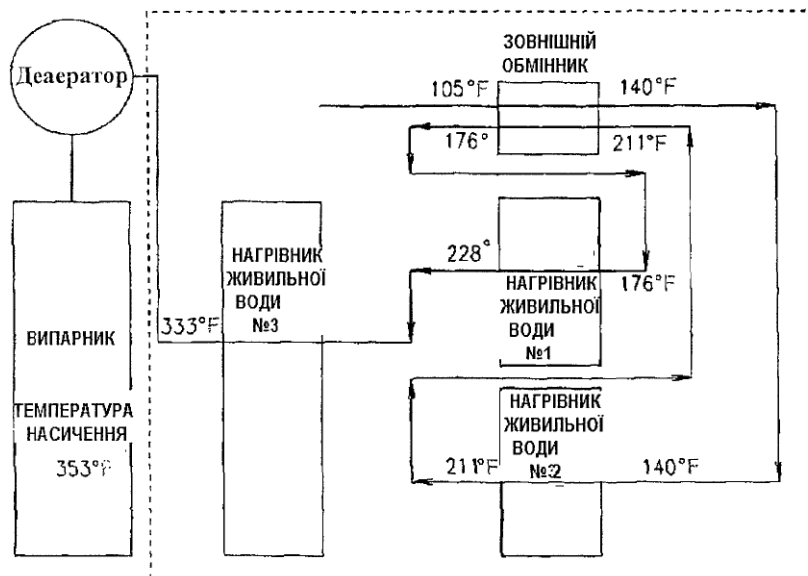 Деаератор
ЗОВНІШНІЙ
ОБМІННИК
105°F
140°F
176°
211°F
228°
176°F
НАГРІВНИК
ЖИВИЛЬНОЇ
ВОДИ
№3
333°F
НАГРІВНИК
ЖИВИЛЬНОЇ
ВОДИ
№1
НАГРІВНИК
ЖИВИЛЬНОЇ
ВОДИ
№2
211°F
140°F
ВИПАРНИК
ТЕМПЕРАТУРА
НАСИЧЕННЯ
353°F